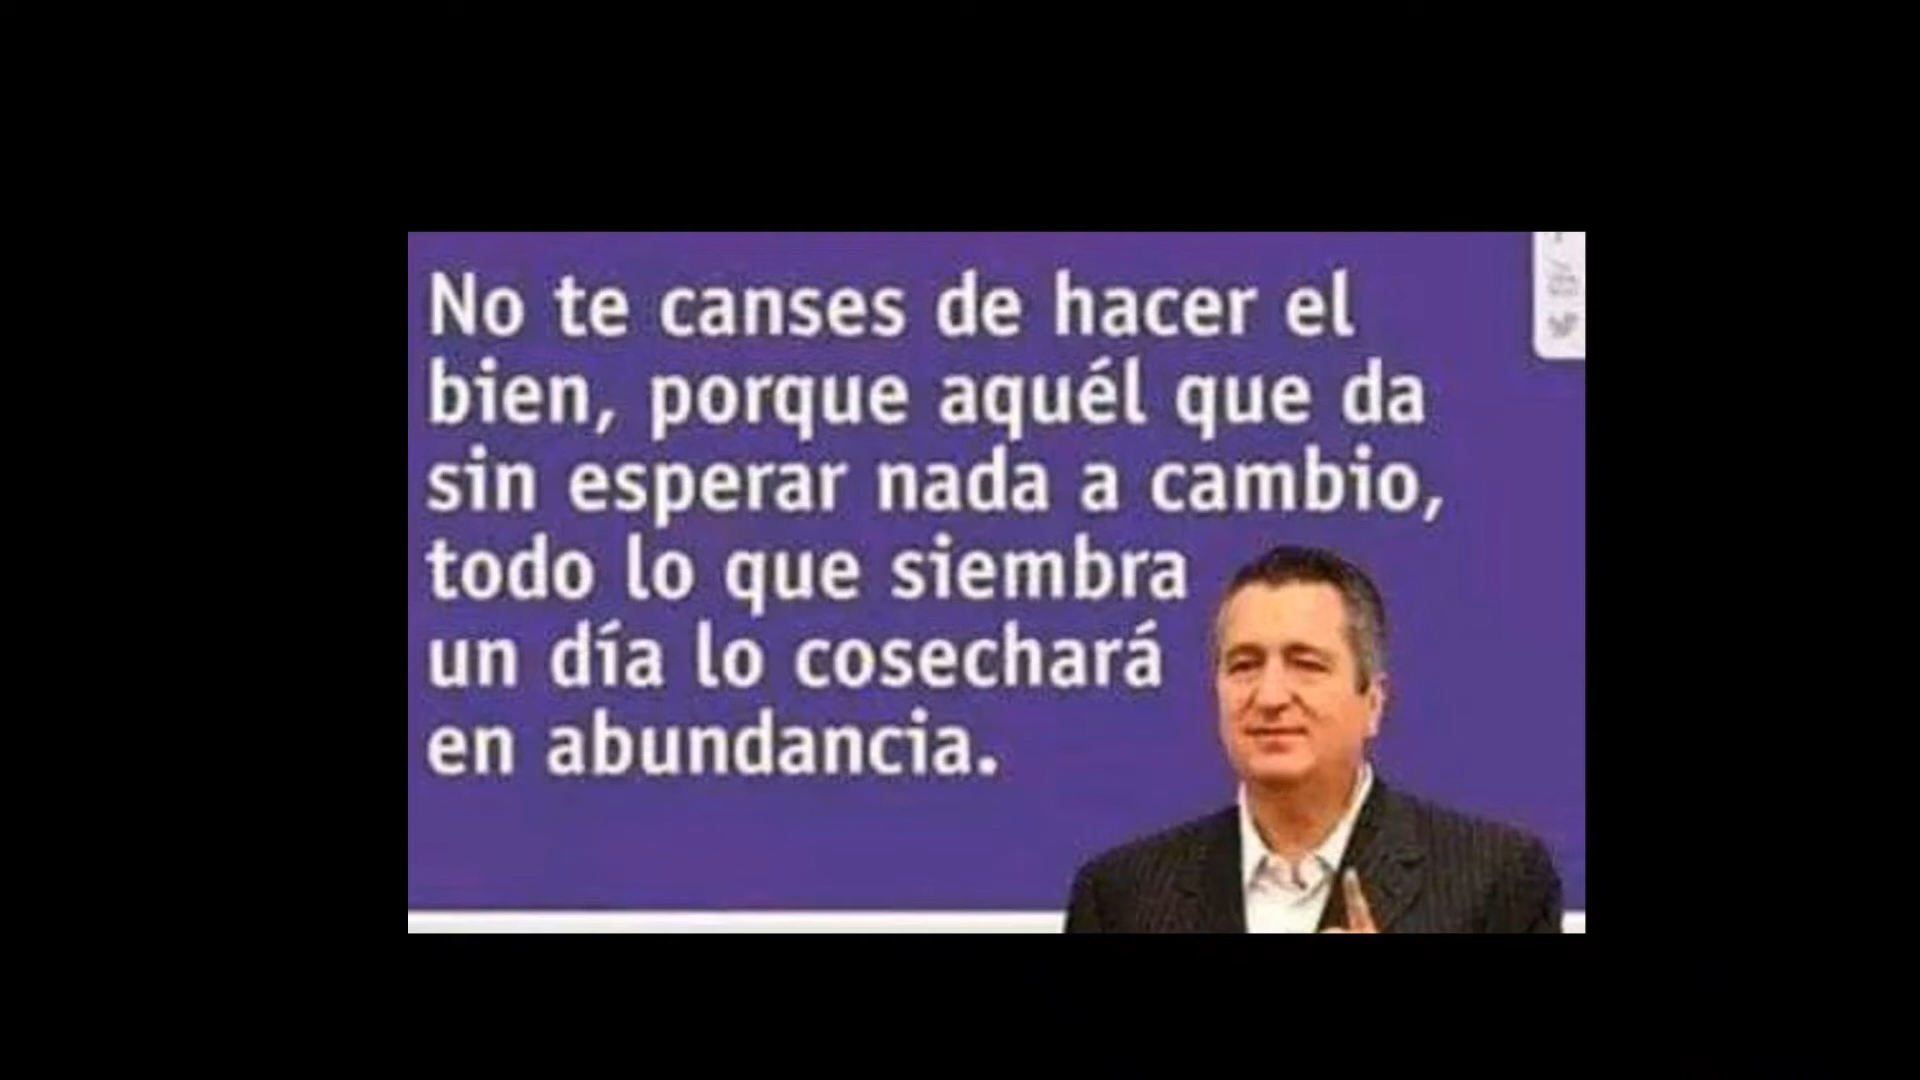 No te canses de hacer el
bien, porque aquél que da
sin esperar nada a cambio,
todo lo que siembra
un día lo cosechará
en abundancia.